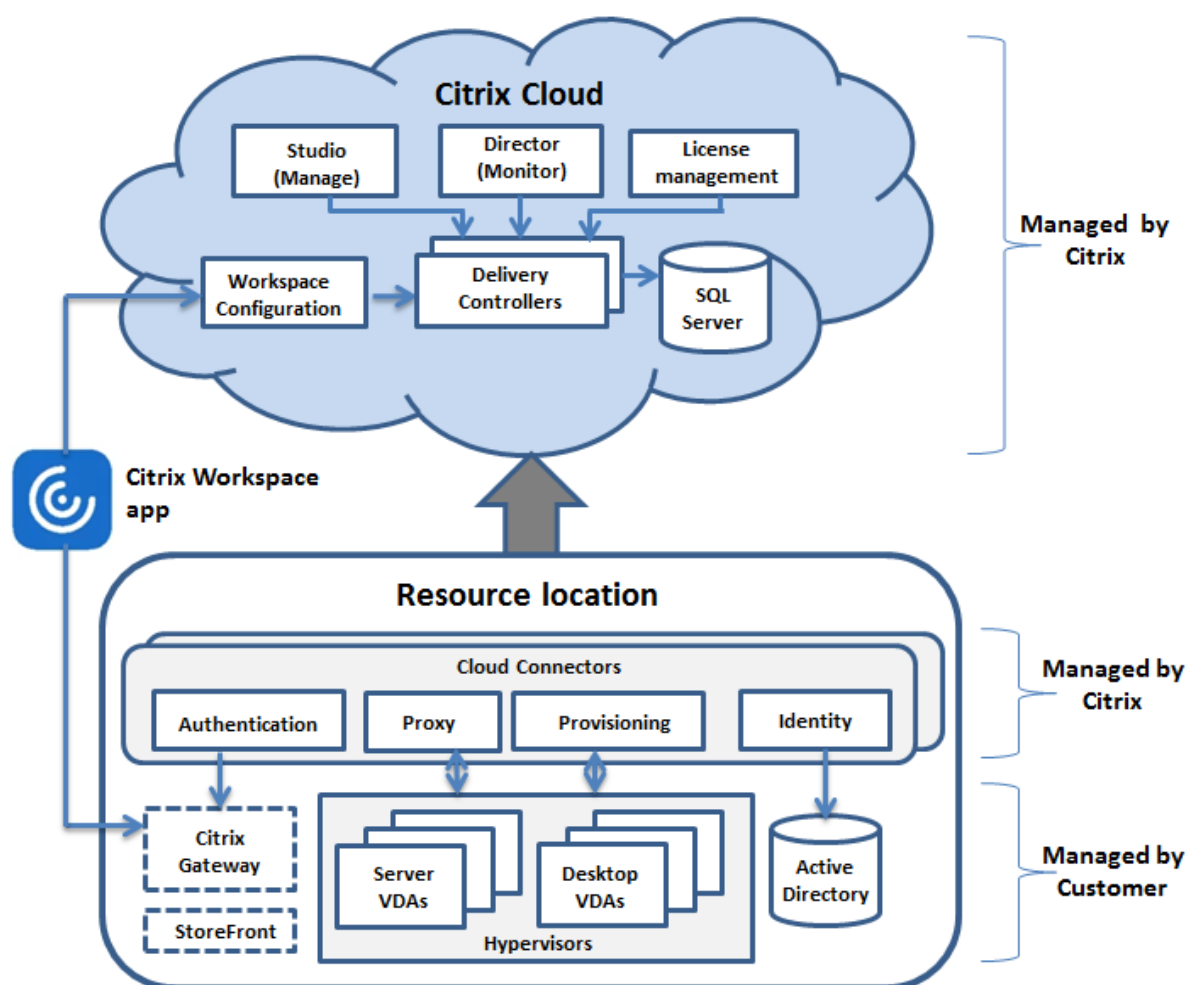 Citrix Cloud
Studio
(Manage)
Director
(Monitor)
License
management
Managed by
Citrix
Workspace
Configuration
Delivery
Controllers
SQL
Server
Citrix Workspace
app
Resource location
Cloud Connectors
Authentication
Proxy
Provisioning
Identity
Managed by
Citrix
Citrix
Gateway
StoreFront
Server
VDAs
Desktop
VDAs
Hypervisors
Active
Directory
Managed by
Customer